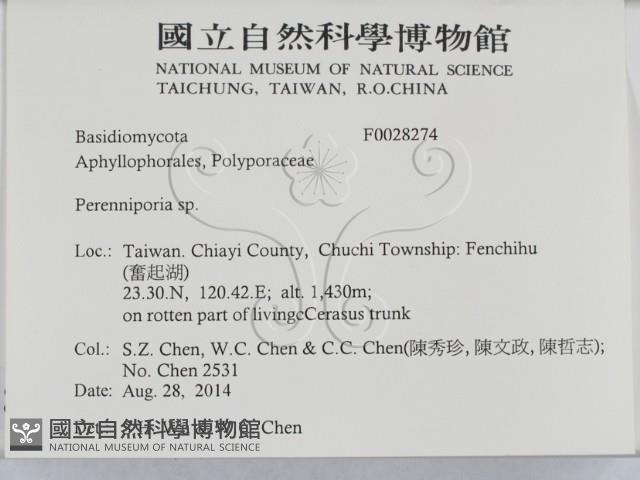 國立自然科學博物館
NATIONAL MUSEUM OF NATURAL SCIENCE
TAICHUNG, TAIWAN, R.O.CHINA
Basidiomycota F0028274
Aphyllophorales, Polyporaceae
Perenniporia sp.
Loc.: Taiwan. Chiayi County, Chuchi Township: Fenchihu
(奮起湖)
23.30.N, 120.42.E; alt. 1,430m;
on rotten part of livingcCerasus trunk
Col.: S.Z. Chen, W.C. Chen & C.C. Chen(陳秀珍, 陳文政, 陳哲志);
No. Chen 2531
Date: Aug. 28, 2014
Det.: Chen
國立自然科學博物館
NATIONAL MUSEUM OF NATURAL SCIENCE